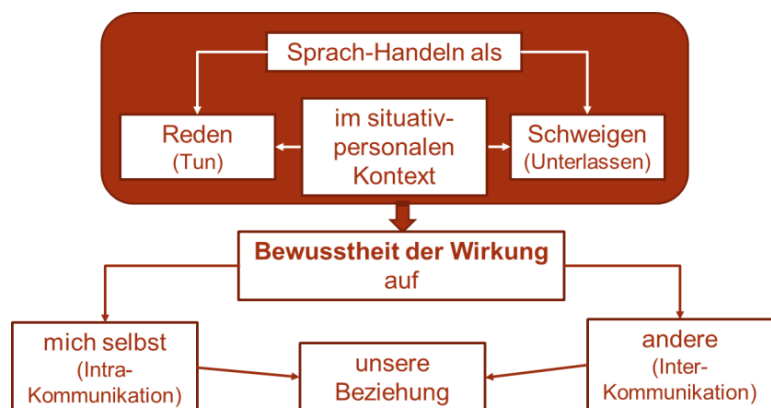 Sprach-Handeln als
Reden
(Tun)
im situativ-
personalen
Kontext
Schweigen
(Unterlassen)
Bewusstheit der Wirkung
auf
mich selbst
(Intra-
Kommunikation)
unsere
Beziehung
andere
(Inter-
Kommunikation)